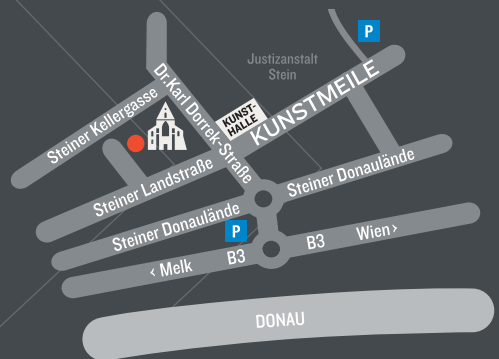 P
Justizanstalt
Stein
Dr.Karl Dorrek-Straße
Steiner Kellergasse
KUNST-
HALLE
KUNSTMEILE
Steiner Landstraße
Steiner Donaulände
Steiner Donaulände
P
‹ Melk
B3
B3
Wien ›
DONAU